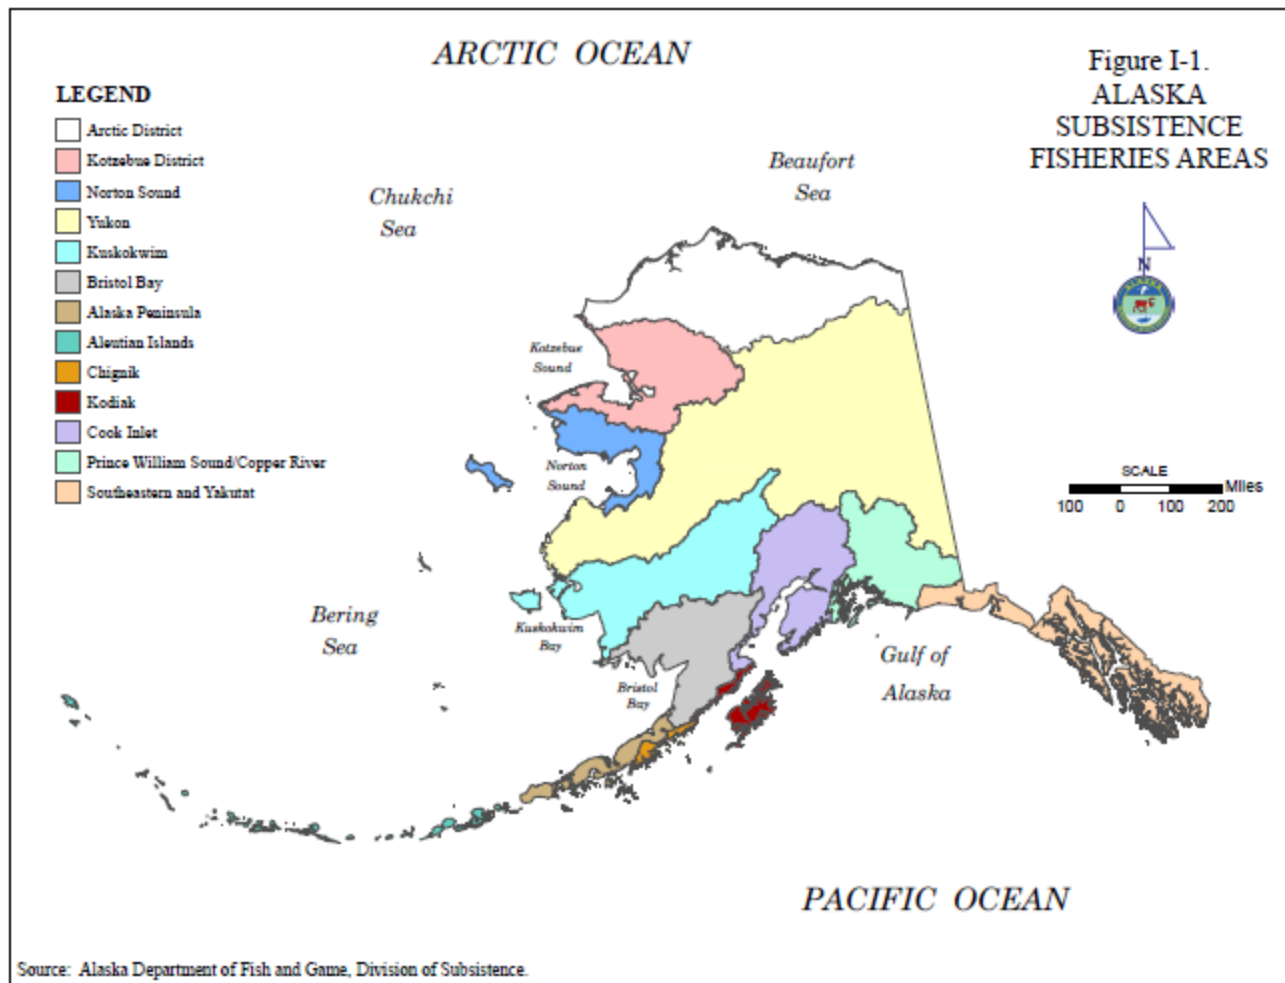 ARCTIC OCEAN
Figure I-1.
ALASKA
SUBSISTENCE
FISHERIES AREAS
LEGEND
Arctic District
Kotzebue District
Norton Sound
Yukon
Kuskokwim
Bristol Bay
Alaska Peninsula
Aleutian Islands
Chignik
Kodiak
Cook Inlet
Prince William Sound/Copper River
Southeastern and Yakutat
Chukchi
Sea
Beaufort
Sea
N
Kotzebue
Sound
Norton
Sound
SCALE
Miles
100 0 100 200
Bering
Sea
Kuskokwim
Bay
Bristol
Bay
Gulf of
Alaska
PACIFIC OCEAN
Source: Alaska Department of Fish and Game, Division of Subsistence.